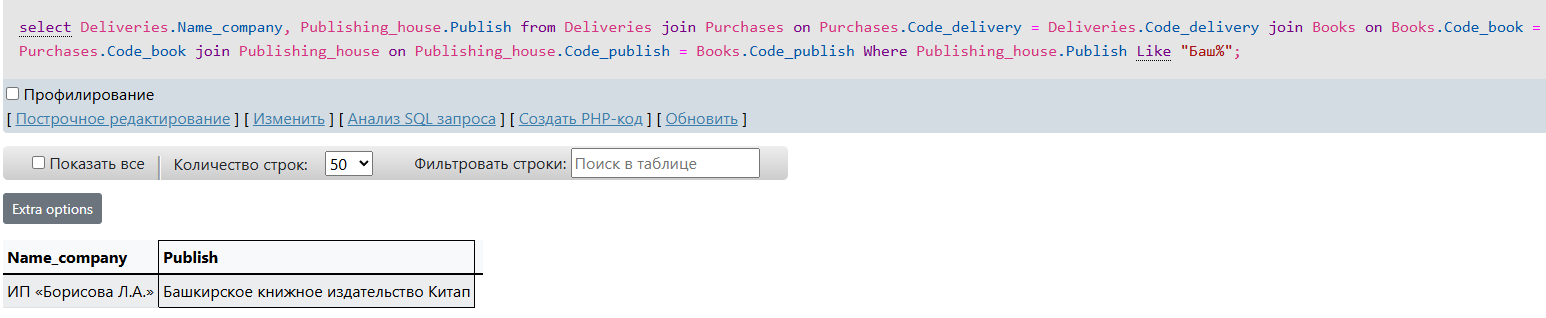 select Deliveries.Name_company, Publishing_house.Publish from Deliveries join Purchases on Purchases.Code_delivery = Deliveries.Code_delivery join Books on Books.Code_book =
Purchases.Code_book join Publishing_house on Publishing_house.Code_publish = Books.Code_publish Where Publishing_house.Publish Like "Баш%";
Профилирование
[ Построчное редактирование ] [ Изменить ] [ Анализ SQL запроса ] [ Создать PHP-код ] [ Обновить ]
Показать все Количество строк: 50 Фильтровать строки: Поиск в таблице
Extra options
Name_company Publish
ИП «Борисова Л.А.» Башкирское книжное издательство Китап